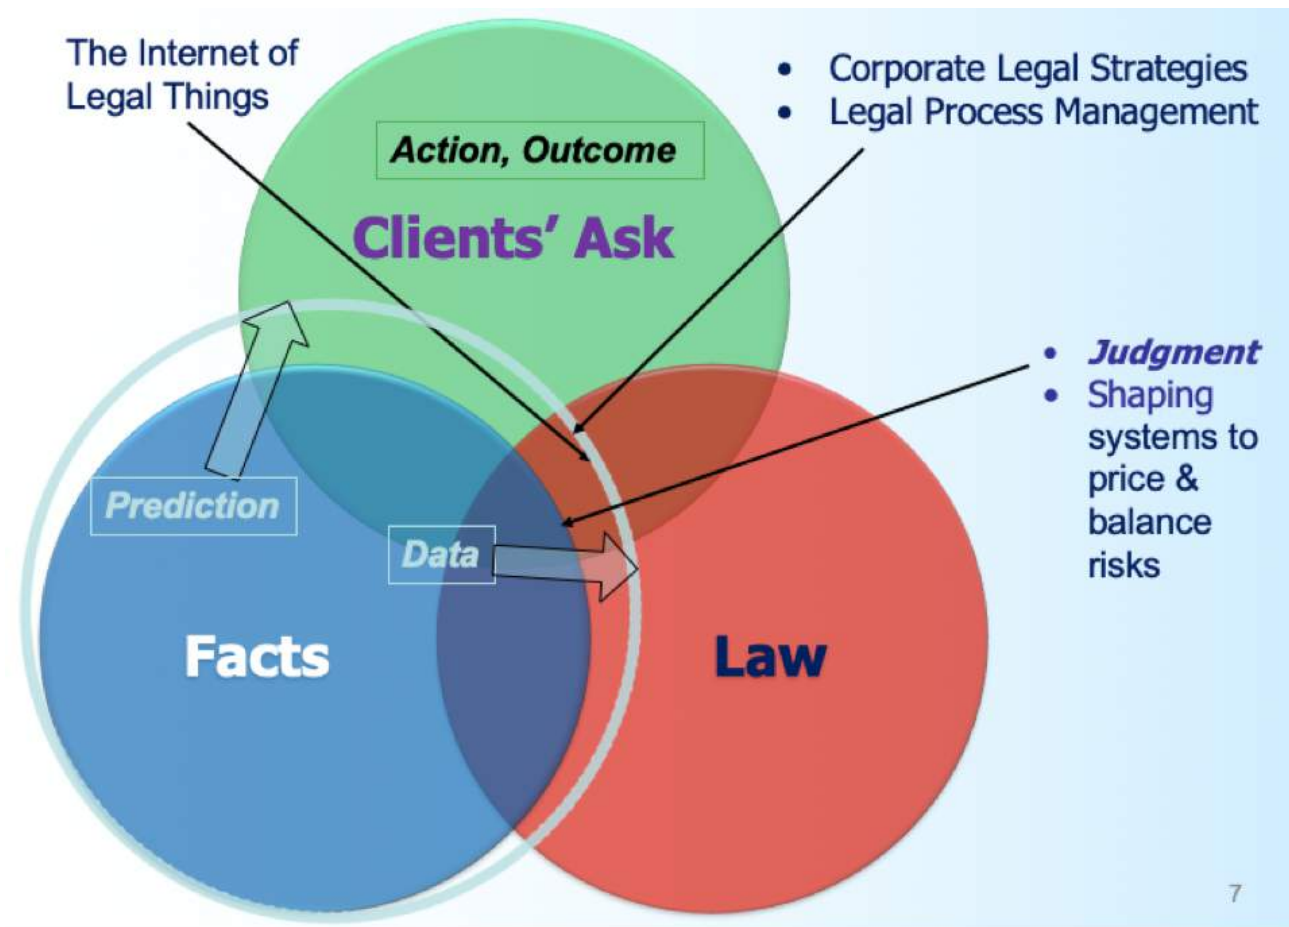 The Internet of
Legal Things
• Corporate Legal Strategies
• Legal Process Management
Action, Outcome
Clients’ Ask
• Judgment
• Shaping
systems to
price &
balance
risks
Prediction
Data
Facts
Law
7